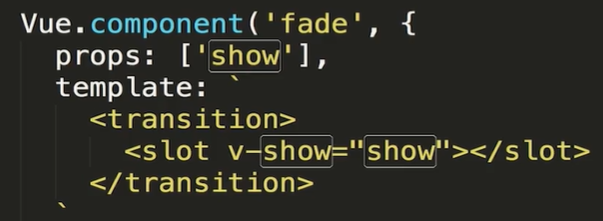 Vue.component('fade', {
  props: ['show'],
  template: `
    <transition>
      <slot v-show="show"></slot>
    </transition>
  `